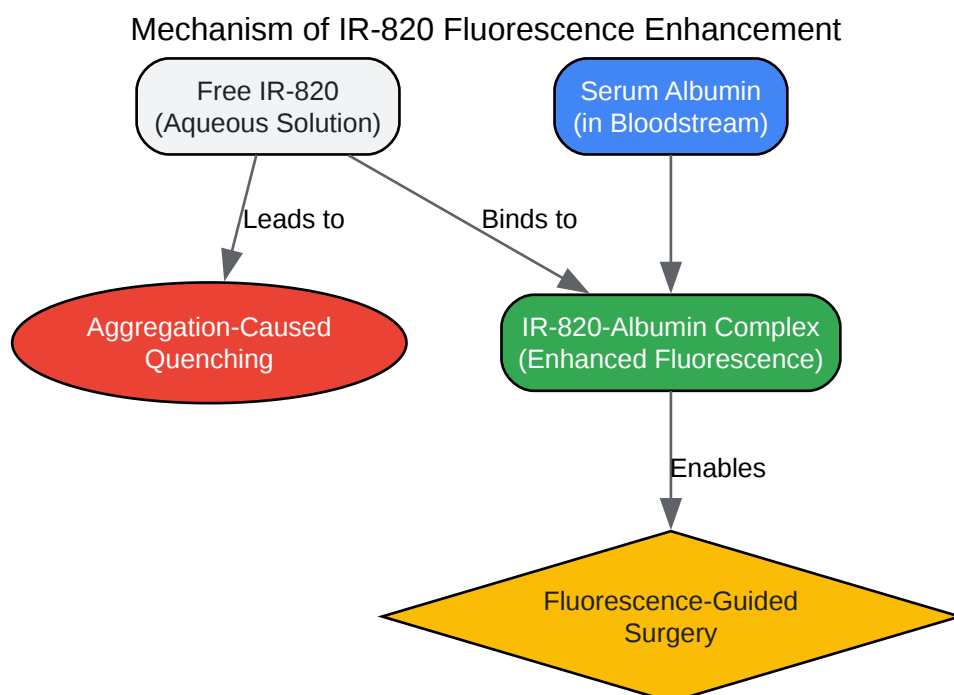 Mechanism of IR-820 Fluorescence Enhancement
Free IR-820
(Aqueous Solution)
Serum Albumin
(in Bloodstream)
Leads to
Binds to
Aggregation-Caused
Quenching
IR-820-Albumin Complex
(Enhanced Fluorescence)
Enables
Fluorescence-Guided
Surgery